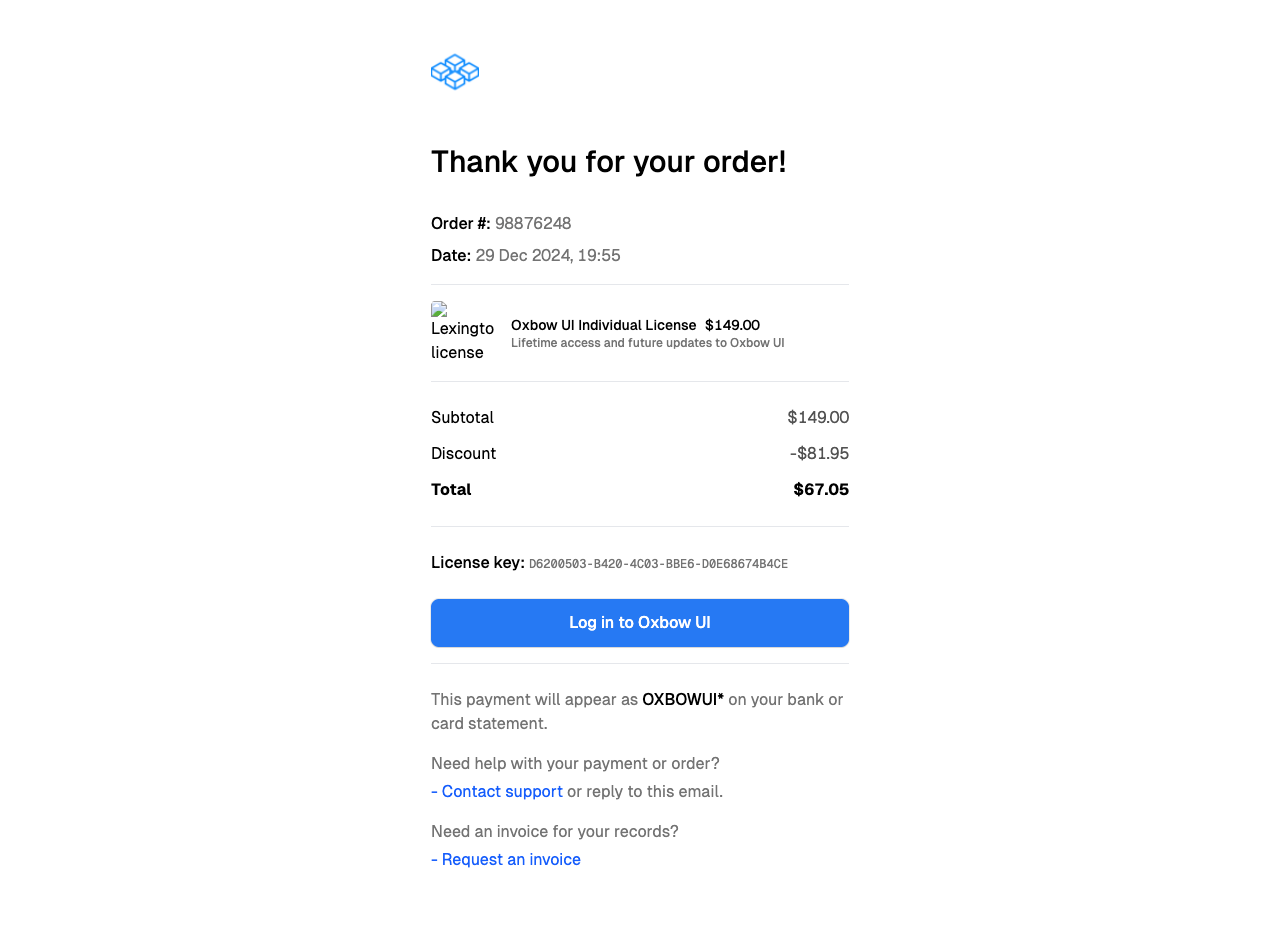 Thank you for your order!
Order #: 98876248
Date: 29 Dec 2024, 19:55
Lexingto
license
Oxbow UI Individual License $149.00
Lifetime access and future updates to Oxbow UI
Subtotal $149.00
Discount -$81.95
Total $67.05
License key: D6200503-B420-4C03-BBE6-D0E68674B4CE
Log in to Oxbow UI
This payment will appear as OXBOWUI* on your bank or
card statement.
Need help with your payment or order?
- Contact support or reply to this email.
Need an invoice for your records?
- Request an invoice